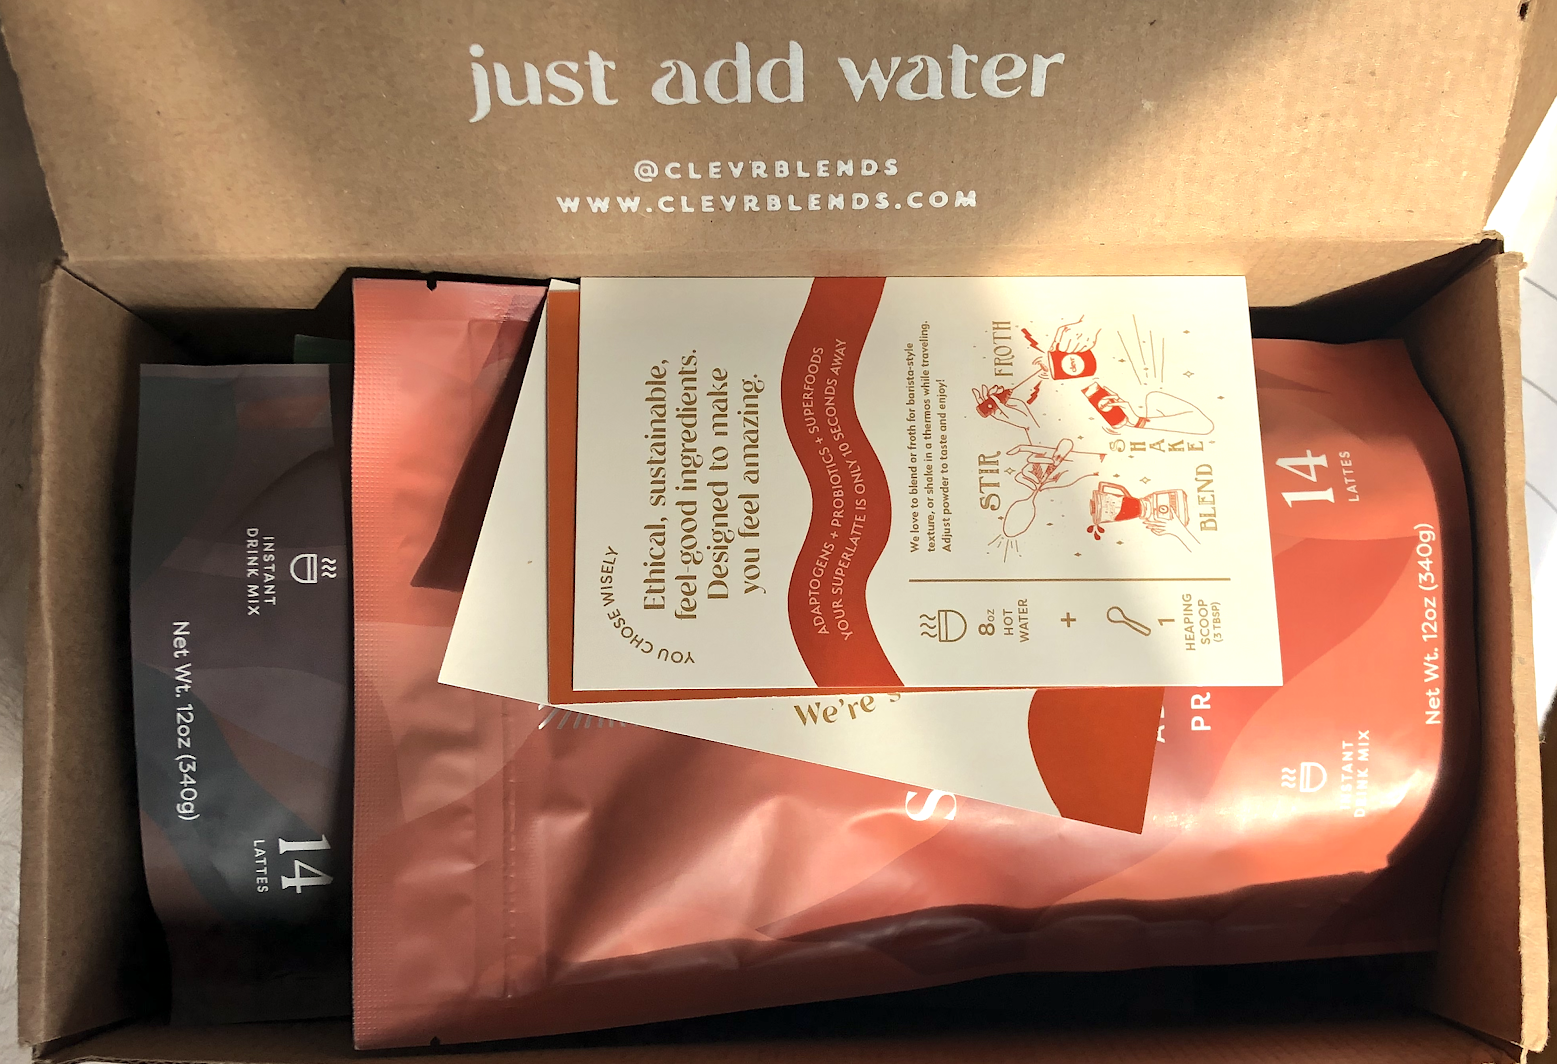 just add water
@CLEVRBLENDS
WWW.CLEVRBLENDS.COM
YOU CHOSE WISELY
Ethical, sustainable,
feel-good ingredients.
Designed to make
you feel amazing.
ADAPTOGENS + PROBIOTICS + SUPERFOODS
YOUR SUPERLATTE IS ONLY 10 SECONDS AWAY
We love to blend or froth for barista-style
texture, or shake in a thermos while traveling.
Adjust powder to taste and enjoy!
STIR
FROTH
SHAKE
BLEND
8oz
HOT
WATER
+
1
HEAPING
SCOOP
(3 TBSP)
We're
S
PR
14
LATTES
INSTANT
DRINK MIX
Net Wt. 12oz (340g)
INSTANT
DRINK MIX
Net Wt. 12oz (340g)
14
LATTES